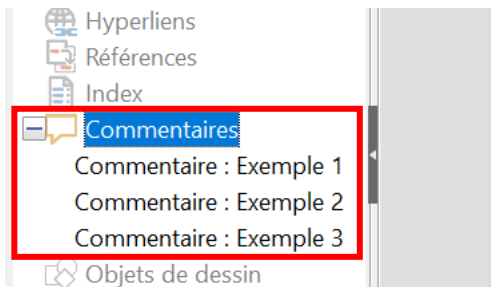 Hyperliens
Références
Index
Commentaires
Commentaire : Exemple 1
Commentaire : Exemple 2
Commentaire : Exemple 3
Objets de dessin